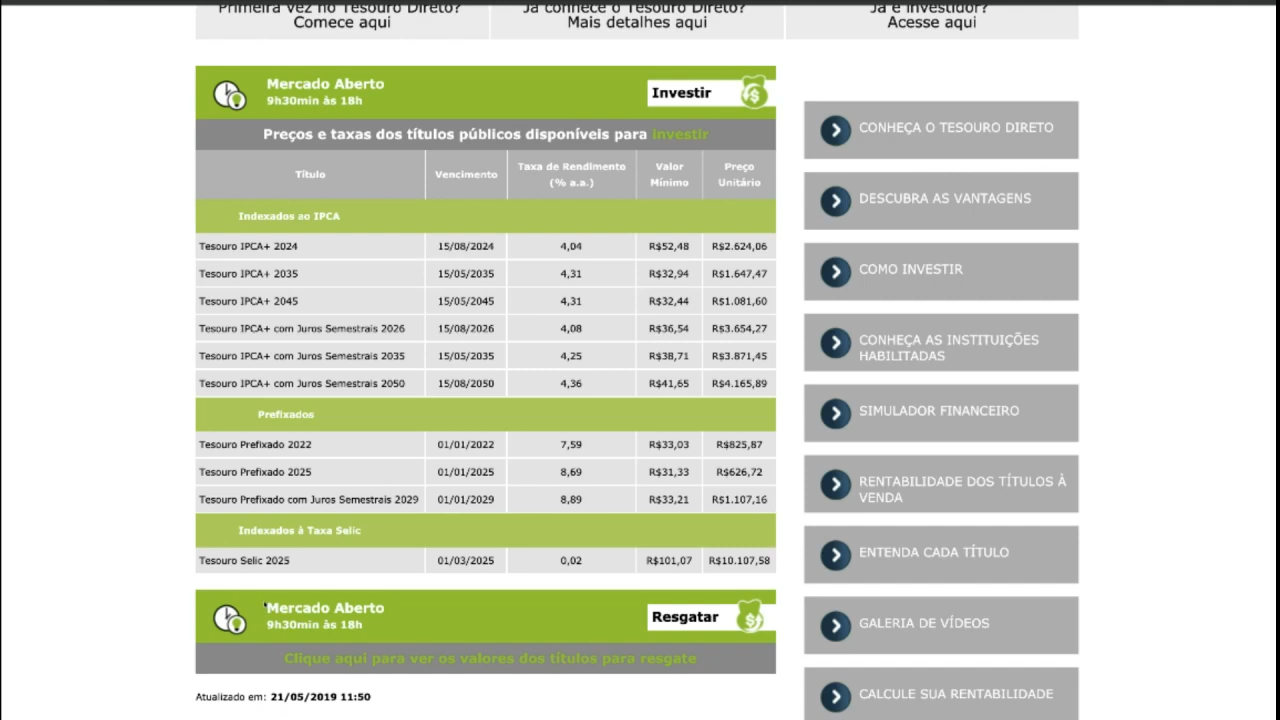 Primeira vez no Tesouro Direto?
Comece aqui
Já conhece o Tesouro Direto?
Mais detalhes aqui
Já é investidor?
Acesse aqui
Mercado Aberto
9h30min às 18h
Investir
Preços e taxas dos títulos públicos disponíveis para Investir
Título Vencimento Taxa de Rendimento (% a.a.) Valor Mínimo Preço Unitário
Indexados ao IPCA
Tesouro IPCA+ 2024 15/08/2024 4,04 R$52,48 R$2.624,06
Tesouro IPCA+ 2035 15/05/2035 4,31 R$32,94 R$1.647,47
Tesouro IPCA+ 2045 15/05/2045 4,31 R$32,44 R$1.081,60
Tesouro IPCA+ com Juros Semestrais 2026 15/08/2026 4,08 R$36,54 R$3.654,27
Tesouro IPCA+ com Juros Semestrais 2035 15/05/2035 4,25 R$38,71 R$3.871,45
Tesouro IPCA+ com Juros Semestrais 2050 15/08/2050 4,36 R$41,65 R$4.165,89
Prefixados
Tesouro Prefixado 2022 01/01/2022 7,59 R$33,03 R$825,87
Tesouro Prefixado 2025 01/01/2025 8,69 R$31,33 R$626,72
Tesouro Prefixado com Juros Semestrais 2029 01/01/2029 8,89 R$33,21 R$1.107,16
Indexados à Taxa Selic
Tesouro Selic 2025 01/03/2025 0,02 R$101,07 R$10.107,58
Mercado Aberto
9h30min às 18h
Resgatar
Clique aqui para ver os valores dos títulos para resgate
Atualizado em: 21/05/2019 11:50
CONHEÇA O TESOURO DIRETO
DESCUBRA AS VANTAGENS
COMO INVESTIR
CONHEÇA AS INSTITUIÇÕES
HABILITADAS
SIMULADOR FINANCEIRO
RENTABILIDADE DOS TÍTULOS À
VENDA
ENTENDA CADA TÍTULO
GALERIA DE VÍDEOS
CALCULE SUA RENTABILIDADE